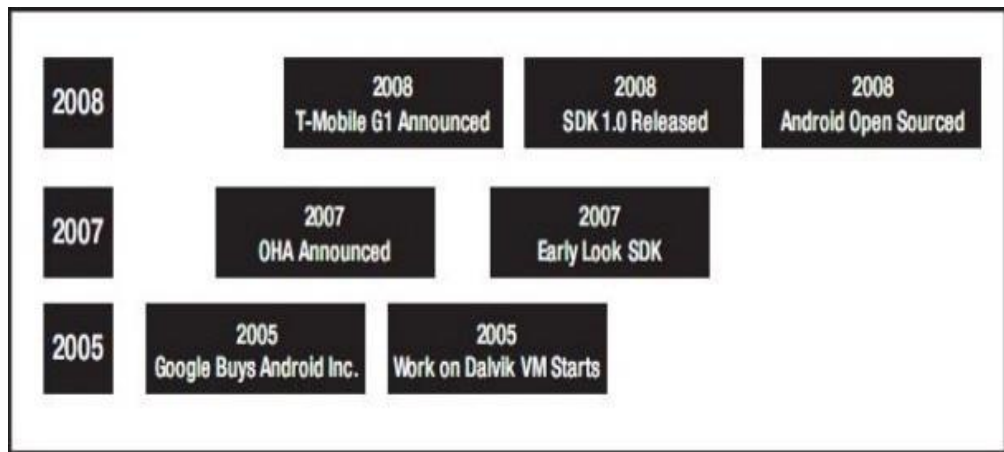 2008
2008
T-Mobile G1 Announced
2008
SDK 1.0 Released
2008
Android Open Sourced
2007
2007
OHA Announced
2007
Early Look SDK
2005
2005
Google Buys Android Inc.
2005
Work on Dalvik VM Starts